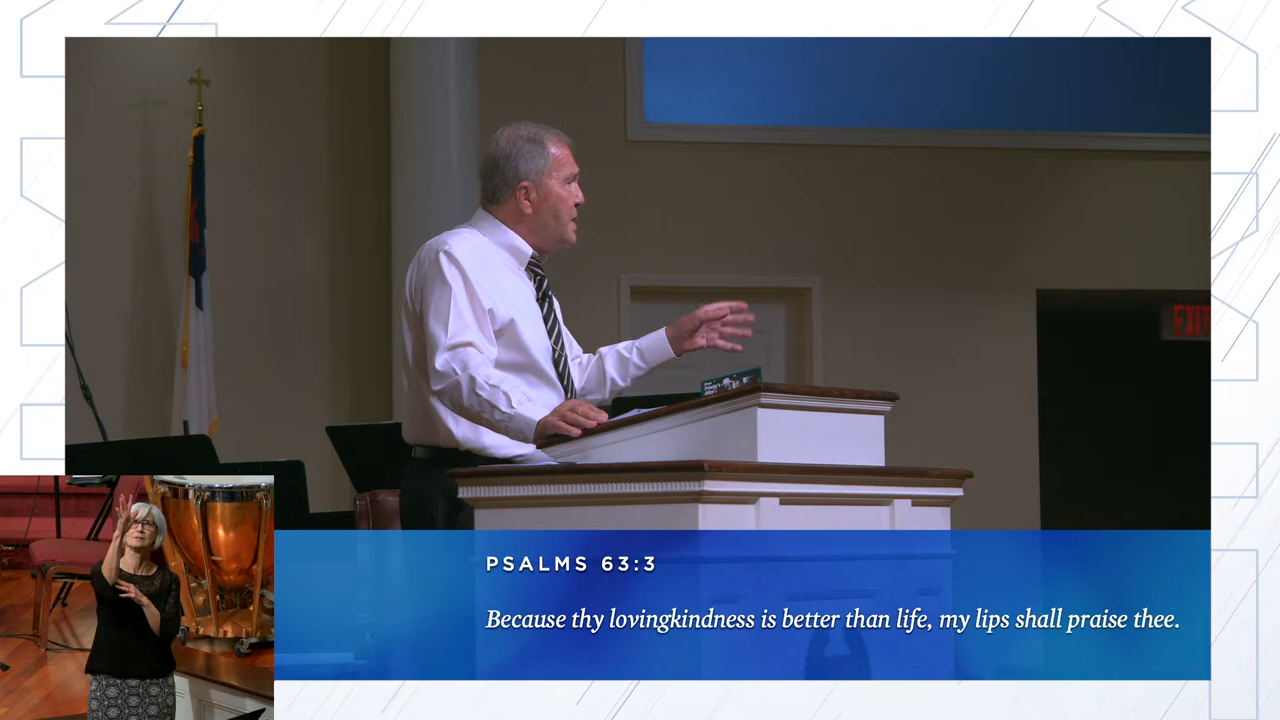 EXIT
PSALMS 63:3
Because thy lovingkindness is better than life, my lips shall praise thee.